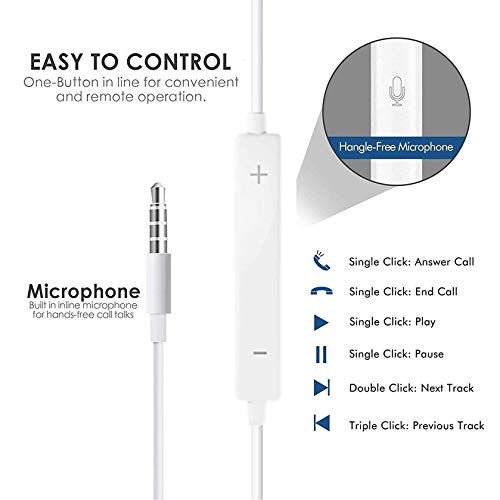 EASY TO CONTROL
One-Button in line for convenient
and remote operation.
Hangle-Free Microphone
+
Microphone
Built in inline microphone
for hands-free call talks
−
Single Click: Answer Call
Single Click: End Call
Single Click: Play
Single Click: Pause
Double Click: Next Track
Triple Click: Previous Track